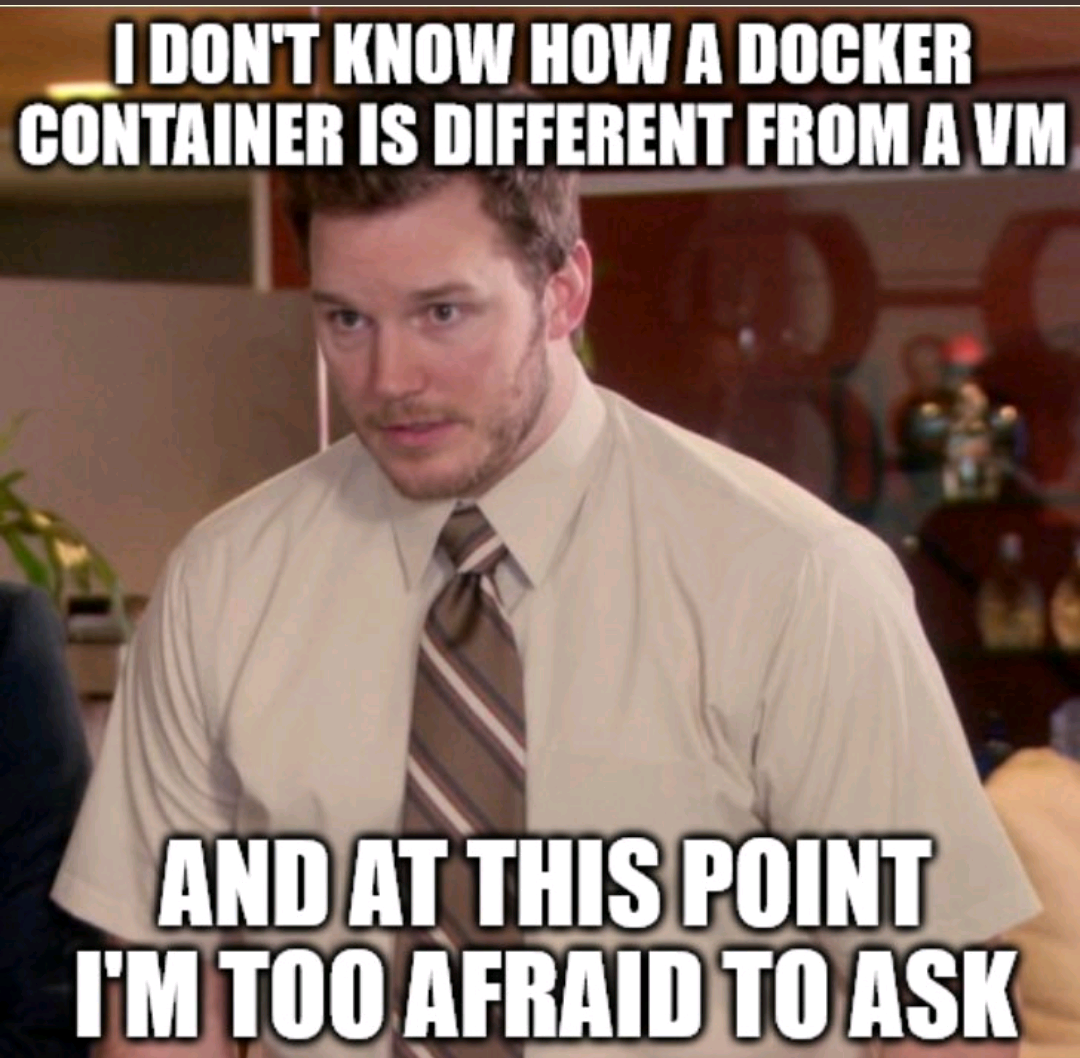 I DON'T KNOW HOW A DOCKER
CONTAINER IS DIFFERENT FROM A VM
AND AT THIS POINT
I'M TOO AFRAID TO ASK